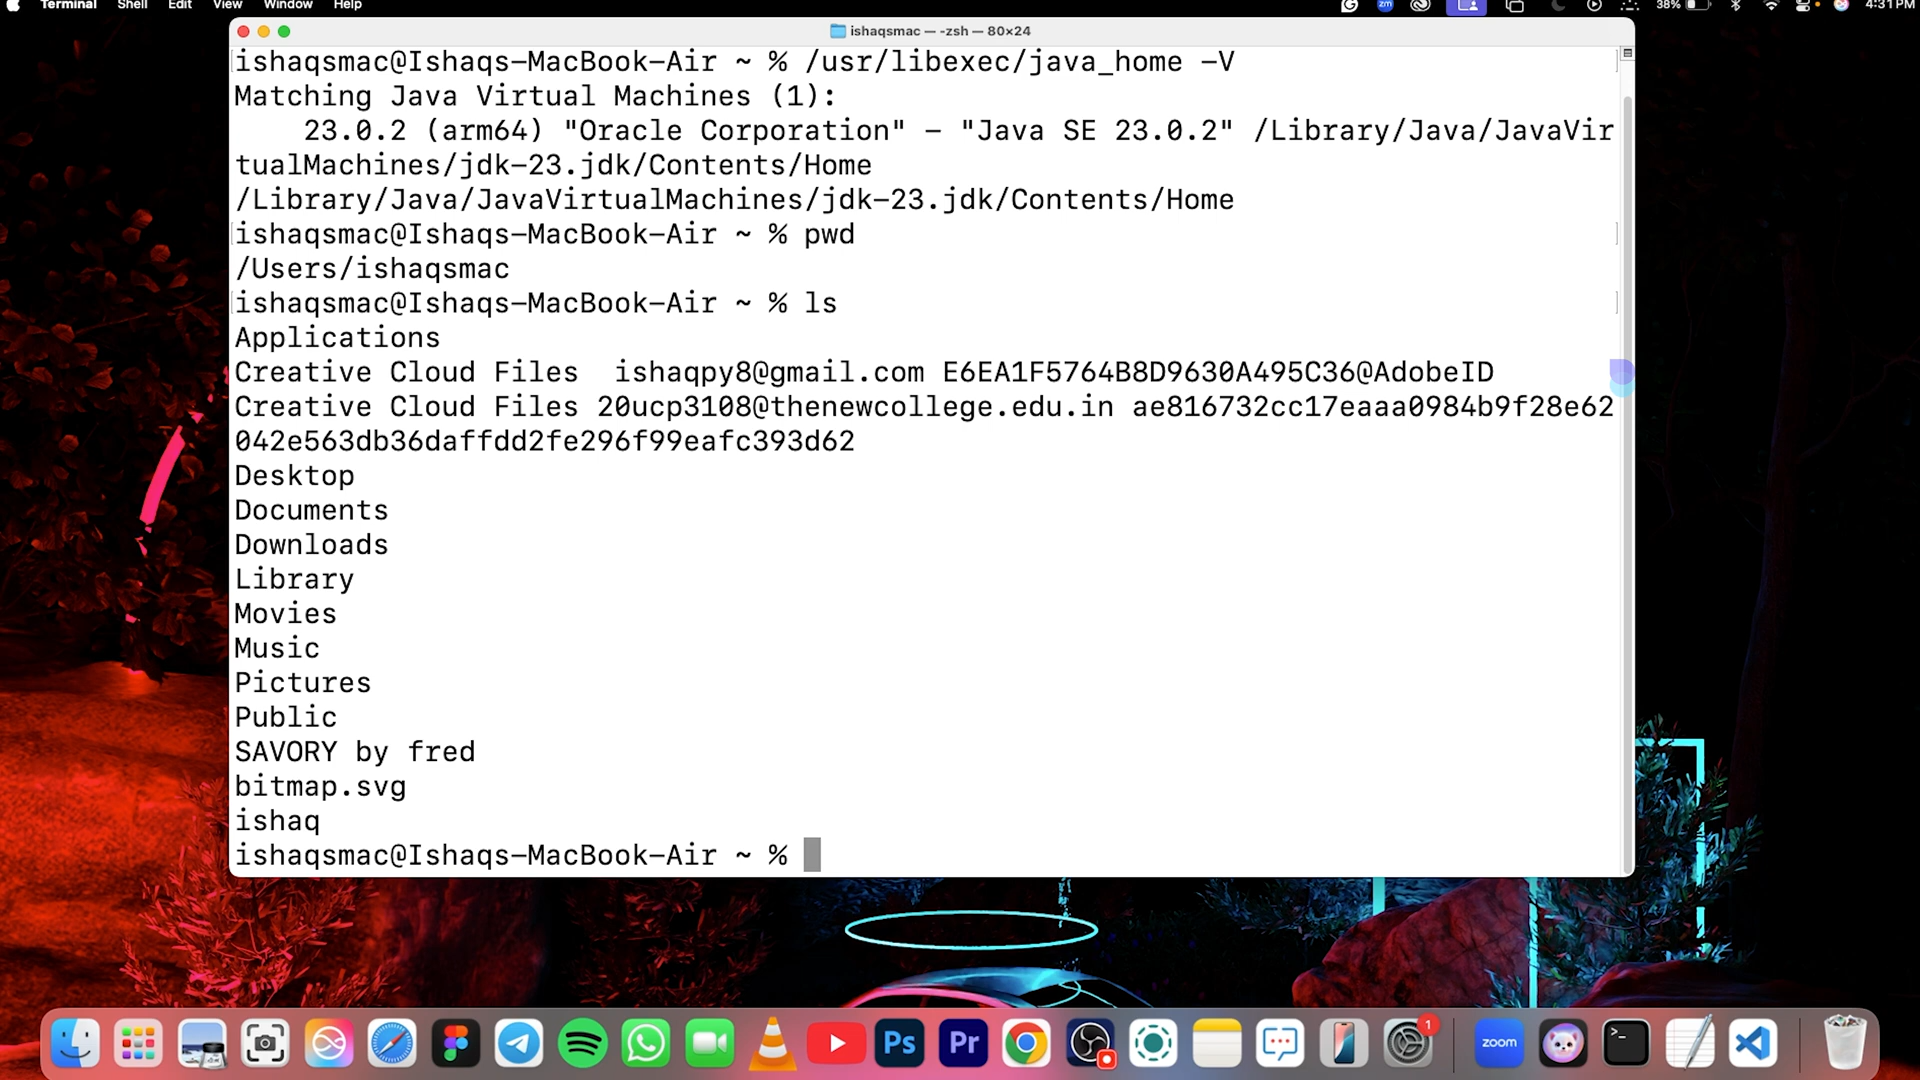 Terminal Shell Edit View Window Help 38% 4:31PM
ishaqsmac — -zsh — 80×24
ishaqsmac@Ishaqs-MacBook-Air ~ % /usr/libexec/java_home -V
Matching Java Virtual Machines (1):
    23.0.2 (arm64) "Oracle Corporation" - "Java SE 23.0.2" /Library/Java/JavaVir
tualMachines/jdk-23.jdk/Contents/Home
/Library/Java/JavaVirtualMachines/jdk-23.jdk/Contents/Home
ishaqsmac@Ishaqs-MacBook-Air ~ % pwd
/Users/ishaqsmac
ishaqsmac@Ishaqs-MacBook-Air ~ % ls
Applications
Creative Cloud Files  ishaqpy8@gmail.com E6EA1F5764B8D9630A495C36@AdobeID
Creative Cloud Files 20ucp3108@thenewcollege.edu.in ae816732cc17eaaa0984b9f28e62
042e563db36daffdd2fe296f99eafc393d62
Desktop
Documents
Downloads
Library
Movies
Music
Pictures
Public
SAVORY by fred
bitmap.svg
ishaq
ishaqsmac@Ishaqs-MacBook-Air ~ %
Ps Pr 1 zoom >_